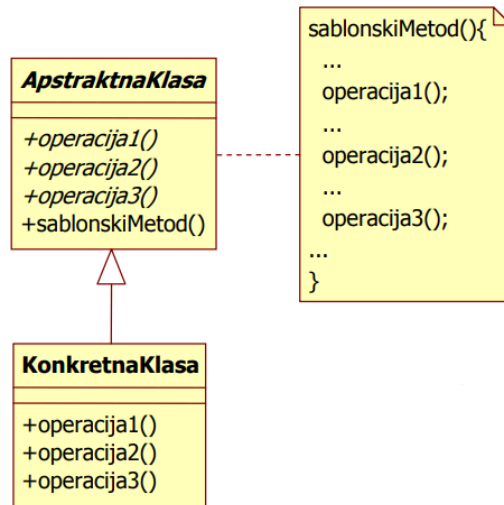 ApstraktnaKlasa
+operacija1()
+operacija2()
+operacija3()
+sablonskiMetod()
sablonskiMetod(){
...
operacija1();
...
operacija2();
...
operacija3();
...
}
KonkretnaKlasa
+operacija1()
+operacija2()
+operacija3()